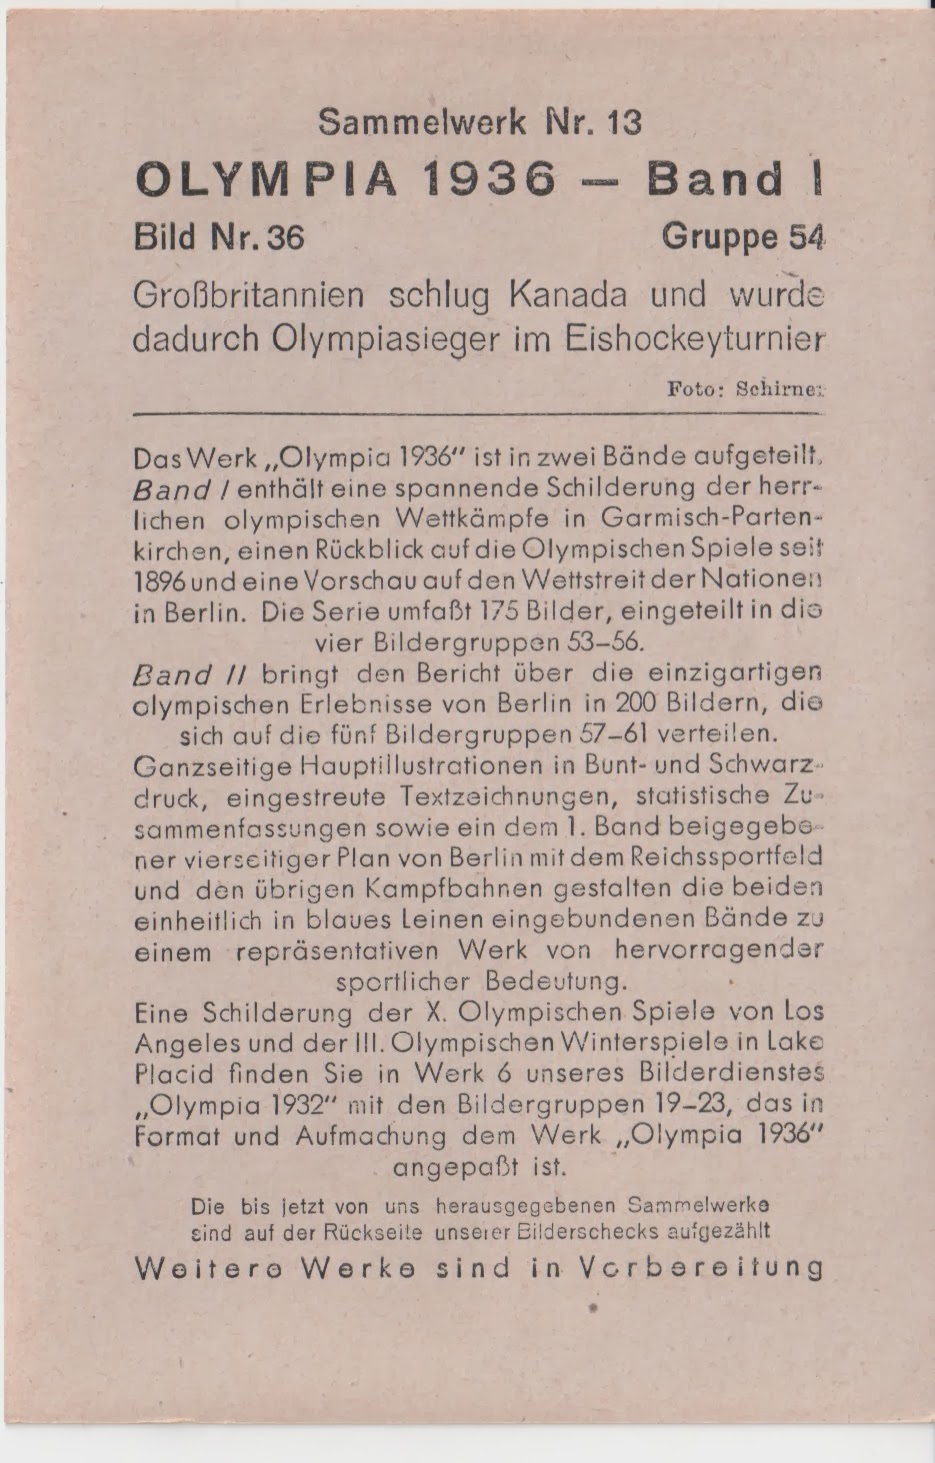 Sammelwerk Nr. 13
OLYMPIA 1936 — Band I
Bild Nr. 36 Gruppe 54
Großbritannien schlug Kanada und wurde
dadurch Olympiasieger im Eishockeyturnier
Foto: Schirner
Das Werk „Olympia 1936“ ist in zwei Bände aufgeteilt.
Band I enthält eine spannende Schilderung der herr-
lichen olympischen Wettkämpfe in Garmisch-Parten-
kirchen, einen Rückblick auf die Olympischen Spiele seit
1896 und eine Vorschau auf den Wettstreit der Nationen
in Berlin. Die Serie umfaßt 175 Bilder, eingeteilt in die
vier Bildergruppen 53–56.
Band II bringt den Bericht über die einzigartigen
olympischen Erlebnisse von Berlin in 200 Bildern, die
sich auf die fünf Bildergruppen 57–61 verteilen.
Ganzseitige Hauptillustrationen in Bunt- und Schwarz-
druck, eingestreute Textzeichnungen, statistische Zu-
sammenfassungen sowie ein dem 1. Band beigegebe-
ner vierseitiger Plan von Berlin mit dem Reichssportfeld
und den übrigen Kampfbahnen gestalten die beiden
einheitlich in blaues Leinen eingebundenen Bände zu
einem repräsentativen Werk von hervorragender
sportlicher Bedeutung.
Eine Schilderung der X. Olympischen Spiele von Los
Angeles und der III. Olympischen Winterspiele in Lake
Placid finden Sie in Werk 6 unseres Bilderdienstes
„Olympia 1932“ mit den Bildergruppen 19–23, das in
Format und Aufmachung dem Werk „Olympia 1936“
angepaßt ist.
Die bis jetzt von uns herausgegebenen Sammelwerke
sind auf der Rückseite unserer Bilderschecks aufgezählt
Weitere Werke sind in Vorbereitung